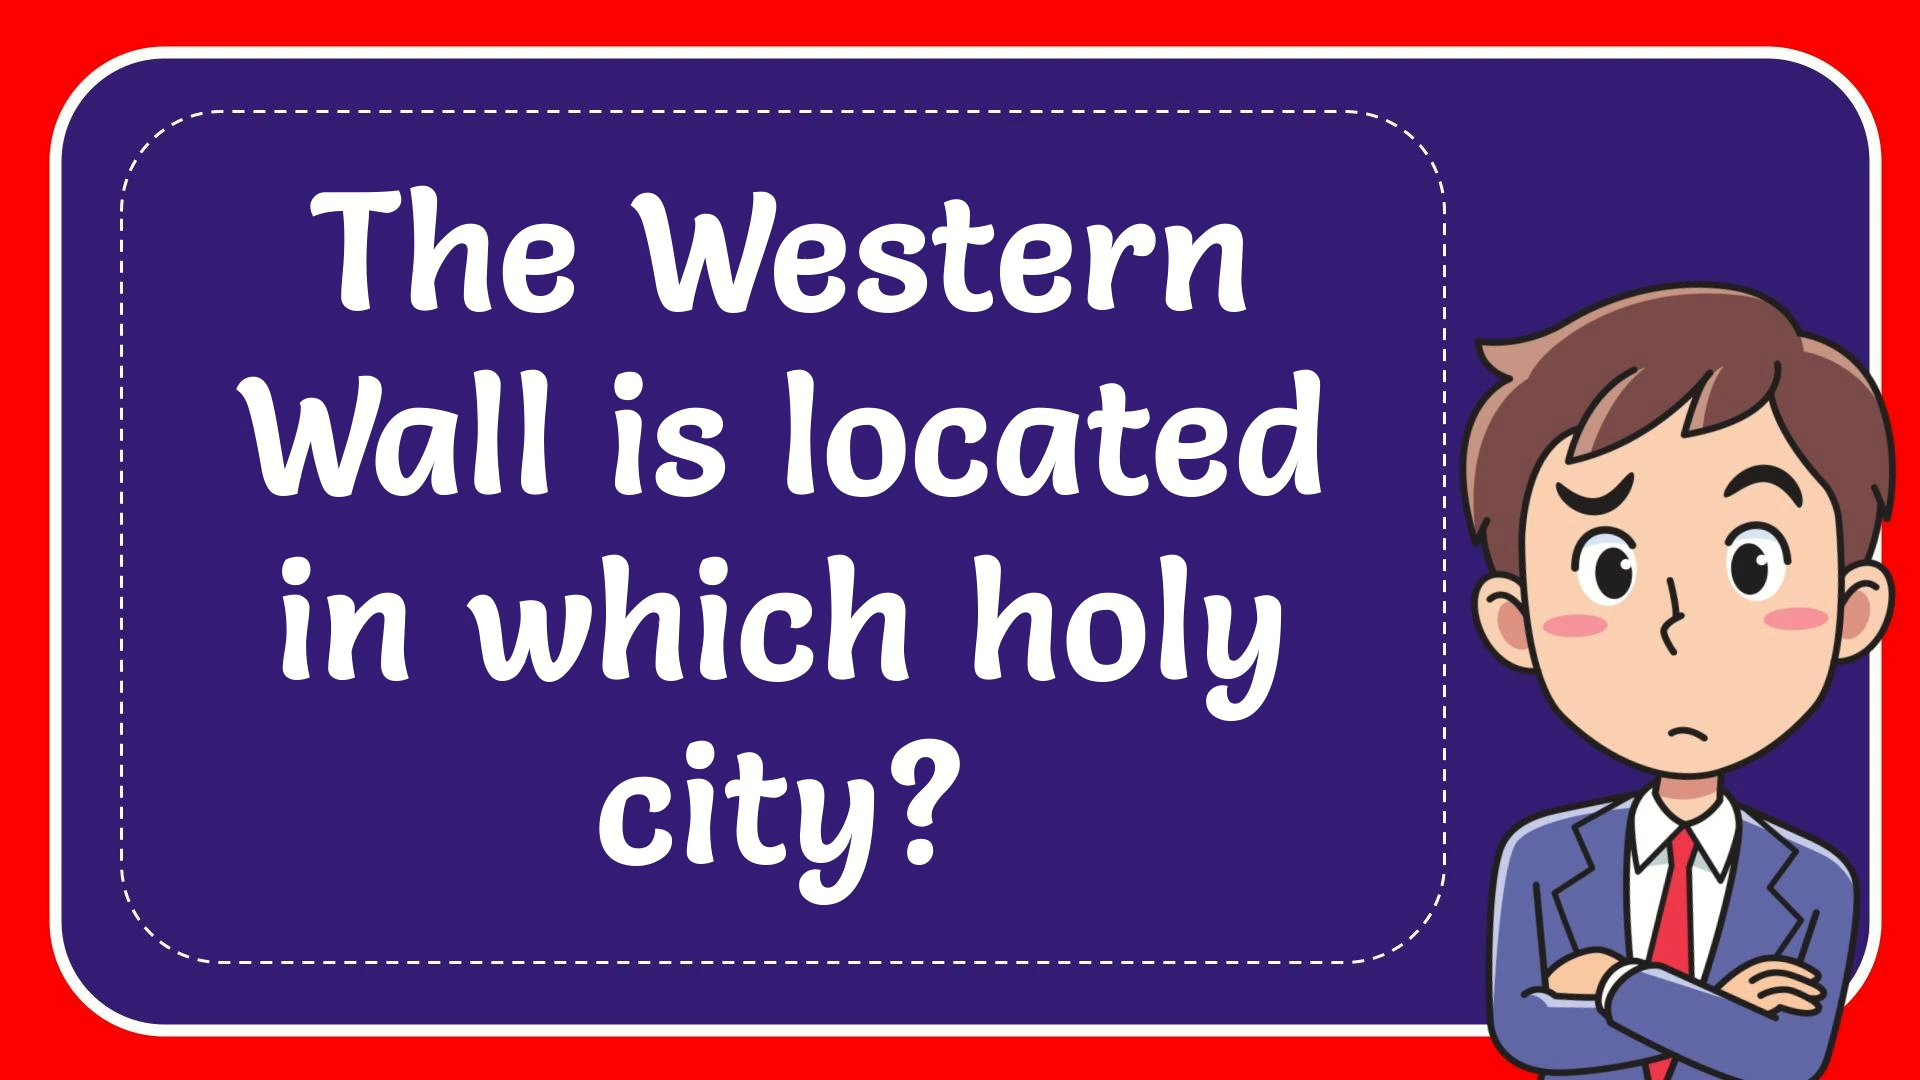 The Western
Wall is located
in which holy
city?